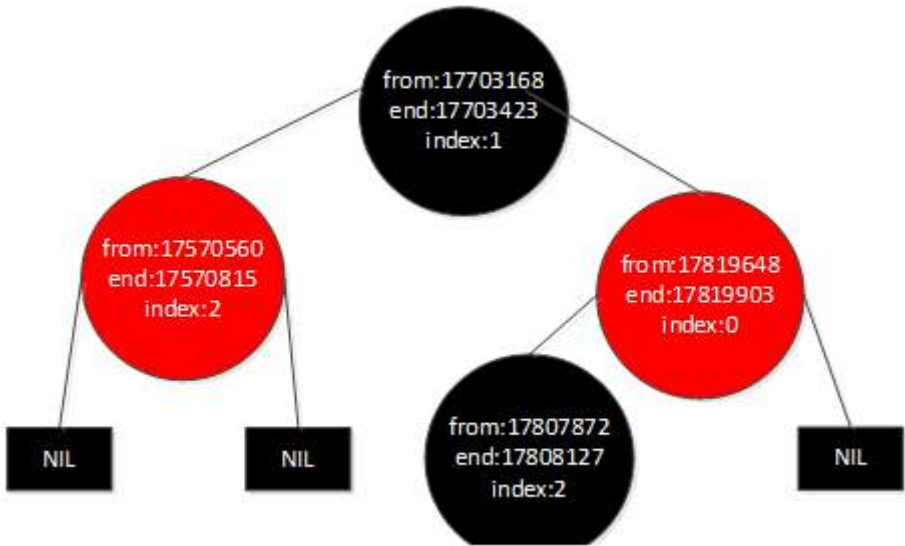 from:17703168
end:17703423
index:1
from:17570560
end:17570815
index:2
from:17819648
end:17819903
index:0
NIL
NIL
from:17807872
end:17808127
index:2
NIL